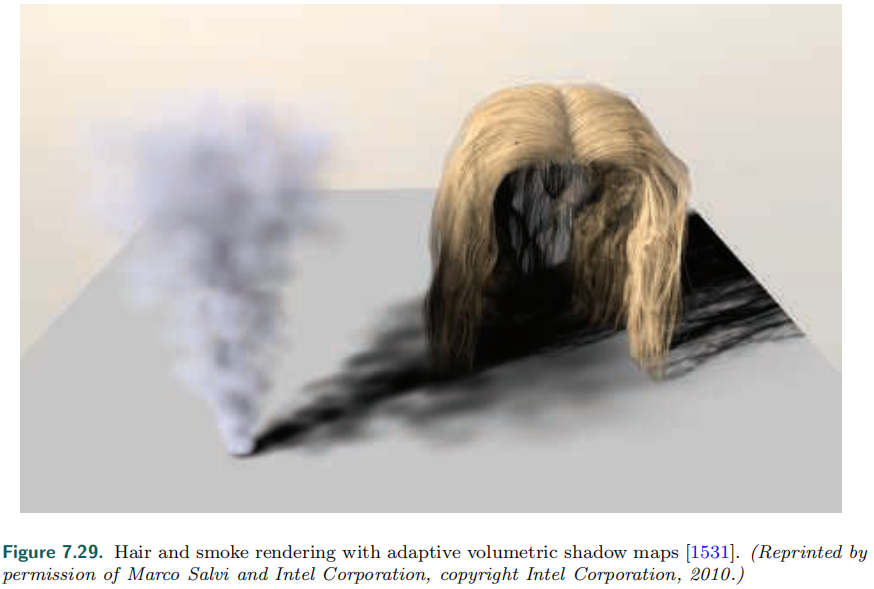 Figure 7.29. Hair and smoke rendering with adaptive volumetric shadow maps [1531]. (Reprinted by
permission of Marco Salvi and Intel Corporation, copyright Intel Corporation, 2010.)